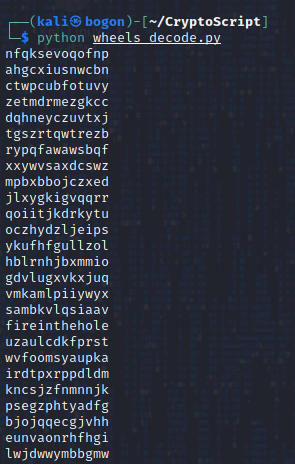 ┌──(kali㉿bogon)-[~/CryptoScript]
└─$ python wheels_decode.py
nfqksevoqofnp
ahgcxiusnwcbn
ctwpcubfotuvy
zetmdrmezgkcc
dqhneyczuvtxj
tgszrtqwtrezb
rypqfawawsbqf
xxywvsaxdcswz
mpbxbbojczxed
jlxygkigvqqrr
qoiitjkdrkytu
oczhydzljeips
ykufhfgullzol
hblrnhjbxmmio
gdvlugxvkxjuq
vmkamlpiiywyx
sambkvlqsiaav
fireinthehole
uzaulcdkfprst
wvfoomsyaupka
irdtpxrppdldm
kncsjzfnmnnjk
psegzphtyadfg
bjojqqecgjvhh
eunvaonrhfhgi
lwjdwwymbbgmw